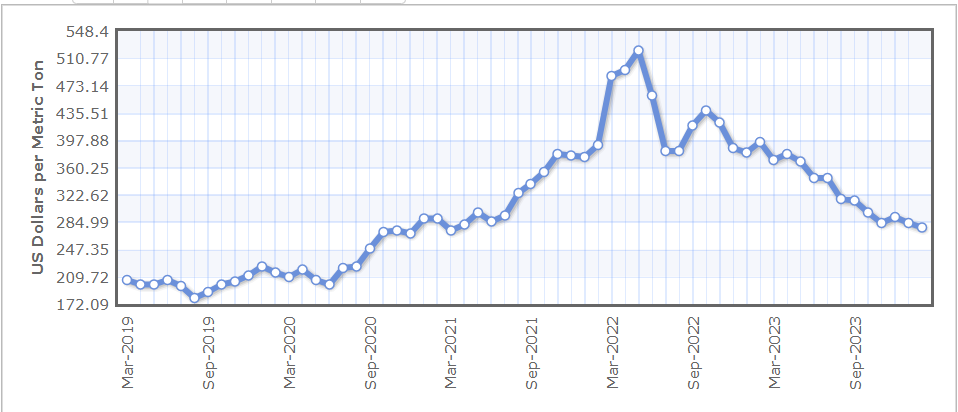 548.4
510.77
473.14
435.51
397.88
360.25
322.62
284.99
247.35
209.72
172.09
US Dollars per Metric Ton
Mar-2019
Sep-2019
Mar-2020
Sep-2020
Mar-2021
Sep-2021
Mar-2022
Sep-2022
Mar-2023
Sep-2023